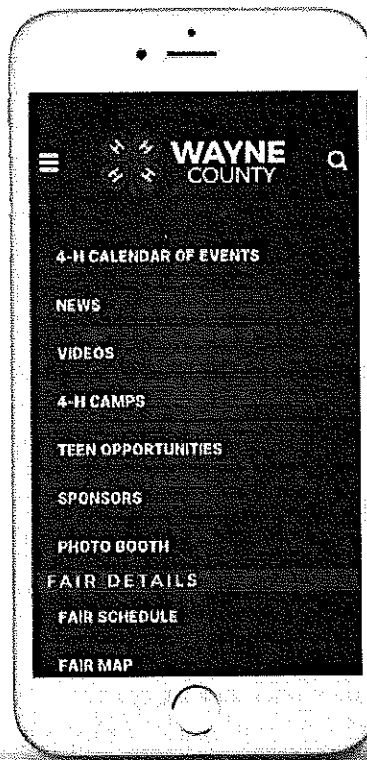 WAYNE
COUNTY
4-H CALENDAR OF EVENTS
NEWS
VIDEOS
4-H CAMPS
TEEN OPPORTUNITIES
SPONSORS
PHOTO BOOTH
FAIR DETAILS
FAIR SCHEDULE
FAIR MAP